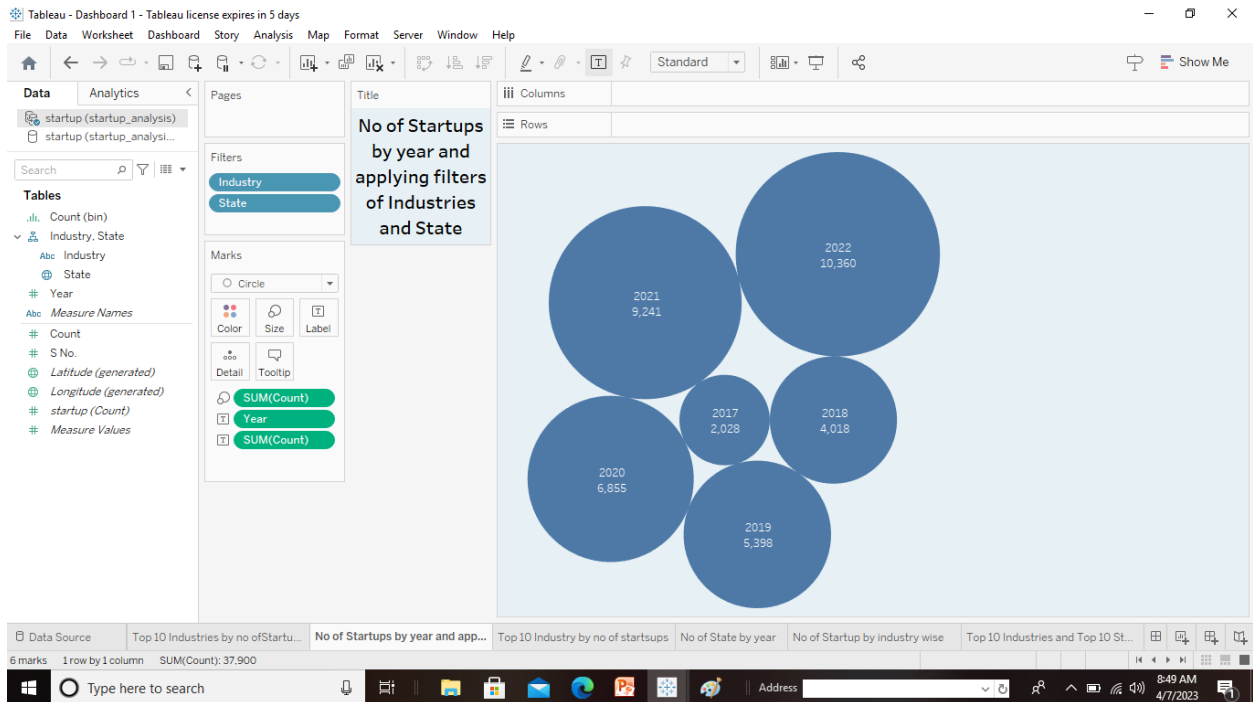 Tableau - Dashboard 1 - Tableau license expires in 5 days
File Data Worksheet Dashboard Story Analysis Map Format Server Window Help
Standard
Show Me
Data Analytics
startup (startup_analysis)
startup (startup_analysi...
Search
Tables
Count (bin)
Industry, State
Abc Industry
State
Year
Abc Measure Names
Count
S No.
Latitude (generated)
Longitude (generated)
startup (Count)
Measure Values
Pages
Filters
Industry
State
Marks
Circle
Color Size Label
Detail Tooltip
SUM(Count)
Year
SUM(Count)
Title
No of Startups
by year and
applying filters
of Industries
and State
Columns
Rows
2022
10,360
2021
9,241
2017
2,028
2018
4,018
2020
6,855
2019
5,398
Data Source Top 10 Industries by no ofStartu... No of Startups by year and app... Top 10 Industry by no of startsups No of State by year No of Startup by industry wise Top 10 Industries and Top 10 St...
6 marks 1 row by 1 column SUM(Count): 37,900
Type here to search
Address
8:49 AM
4/7/2023
1